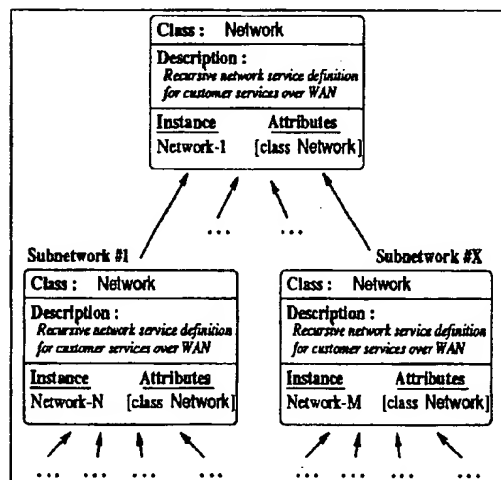 Class : Network
Description :
Recursive network service definition
for customer services over WAN
Instance Attributes
Network-1 [class Network]
... ...
Subnetwork #1
Class : Network
Description :
Recursive network service definition
for customer services over WAN
Instance Attributes
Network-N [class Network]
... ... ... ...
Subnetwork #X
Class : Network
Description :
Recursive network service definition
for customer services over WAN
Instance Attributes
Network-M [class Network]
... ... ... ...